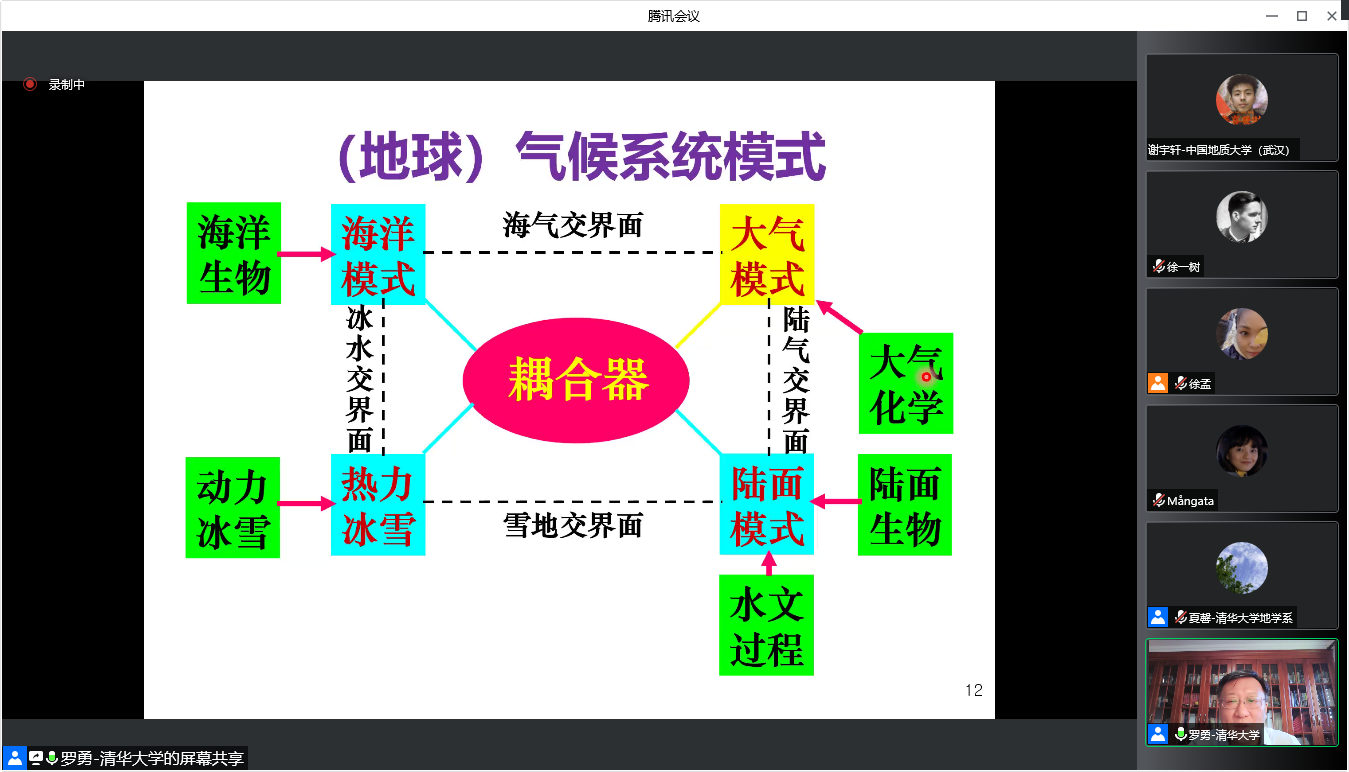 腾讯会议
录制中
（地球）气候系统模式
海洋
生物
海洋
模式
海气交界面
大气
模式
冰水交界面
陆气交界面
耦合器
大气
化学
动力
冰雪
热力
冰雪
雪地交界面
陆面
模式
陆面
生物
水文
过程
12
谢宇轩-中国地质大学（武汉）
徐一树
徐孟
Mångata
夏馨-清华大学地学系
罗勇-清华大学
罗勇-清华大学的屏幕共享